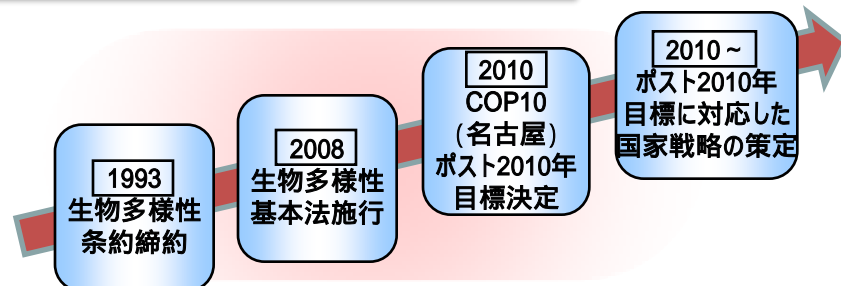 1993
生物多様性
条約締約
2008
生物多様性
基本法施行
2010
COP10
(名古屋)
ポスト2010年
目標決定
2010～
ポスト2010年
目標に対応した
国家戦略の策定